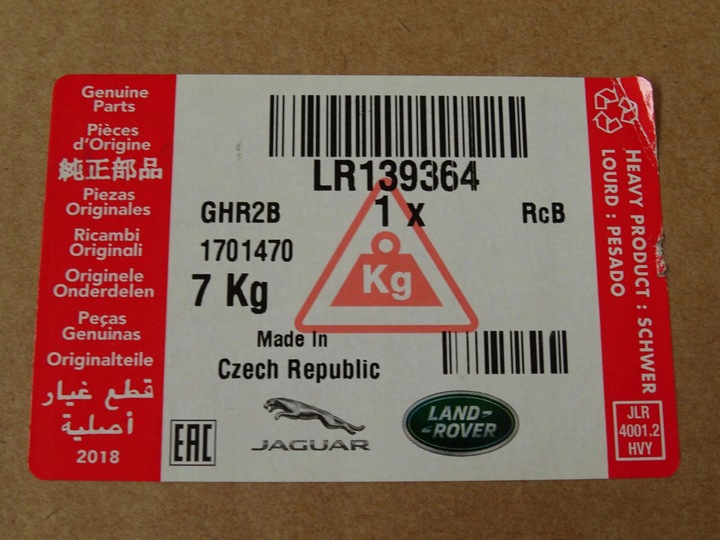 Genuine
Parts
Pièces
d'Origine
純正部品
Piezas
Originales
Ricambi
Originali
Originele
Onderdelen
Peças
Genuinas
Originalteile
قطع غيار
أصلية
2018
LR139364
GHR2B
1 x
RcB
1701470
7 Kg
Kg
Made In
Czech Republic
EAC
JAGUAR
LAND-
-ROVER
HEAVY PRODUCT : SCHWER
LOURD : PESADO
JLR
4001.2
HVY